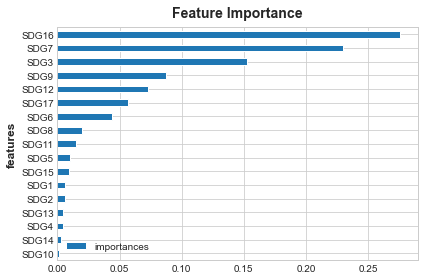 Feature Importance
features
SDG16
SDG7
SDG3
SDG9
SDG12
SDG17
SDG6
SDG8
SDG11
SDG5
SDG15
SDG1
SDG2
SDG13
SDG4
SDG14
SDG10
importances
0.00 0.05 0.10 0.15 0.20 0.25